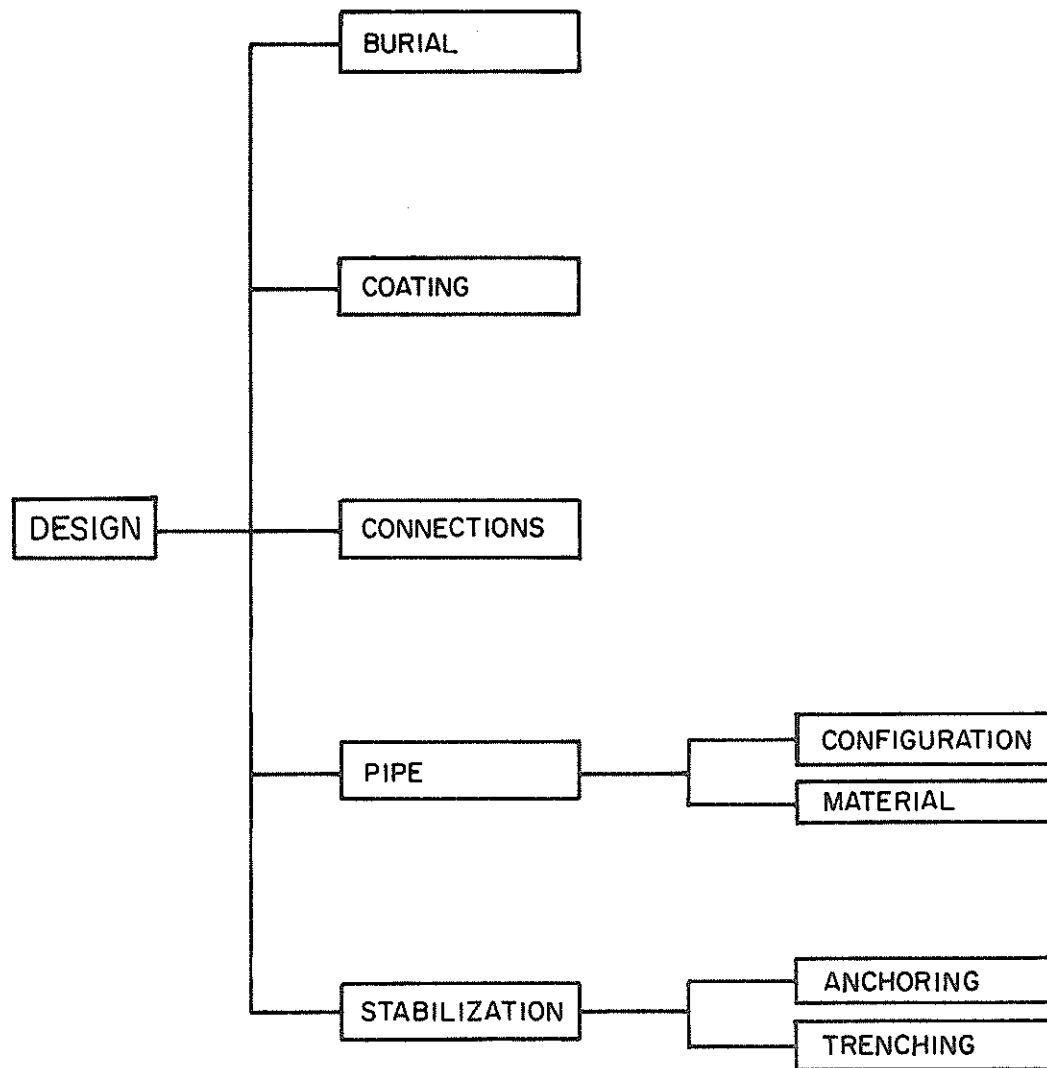 BURIAL
COATING
DESIGN
CONNECTIONS
PIPE
CONFIGURATION
MATERIAL
STABILIZATION
ANCHORING
TRENCHING